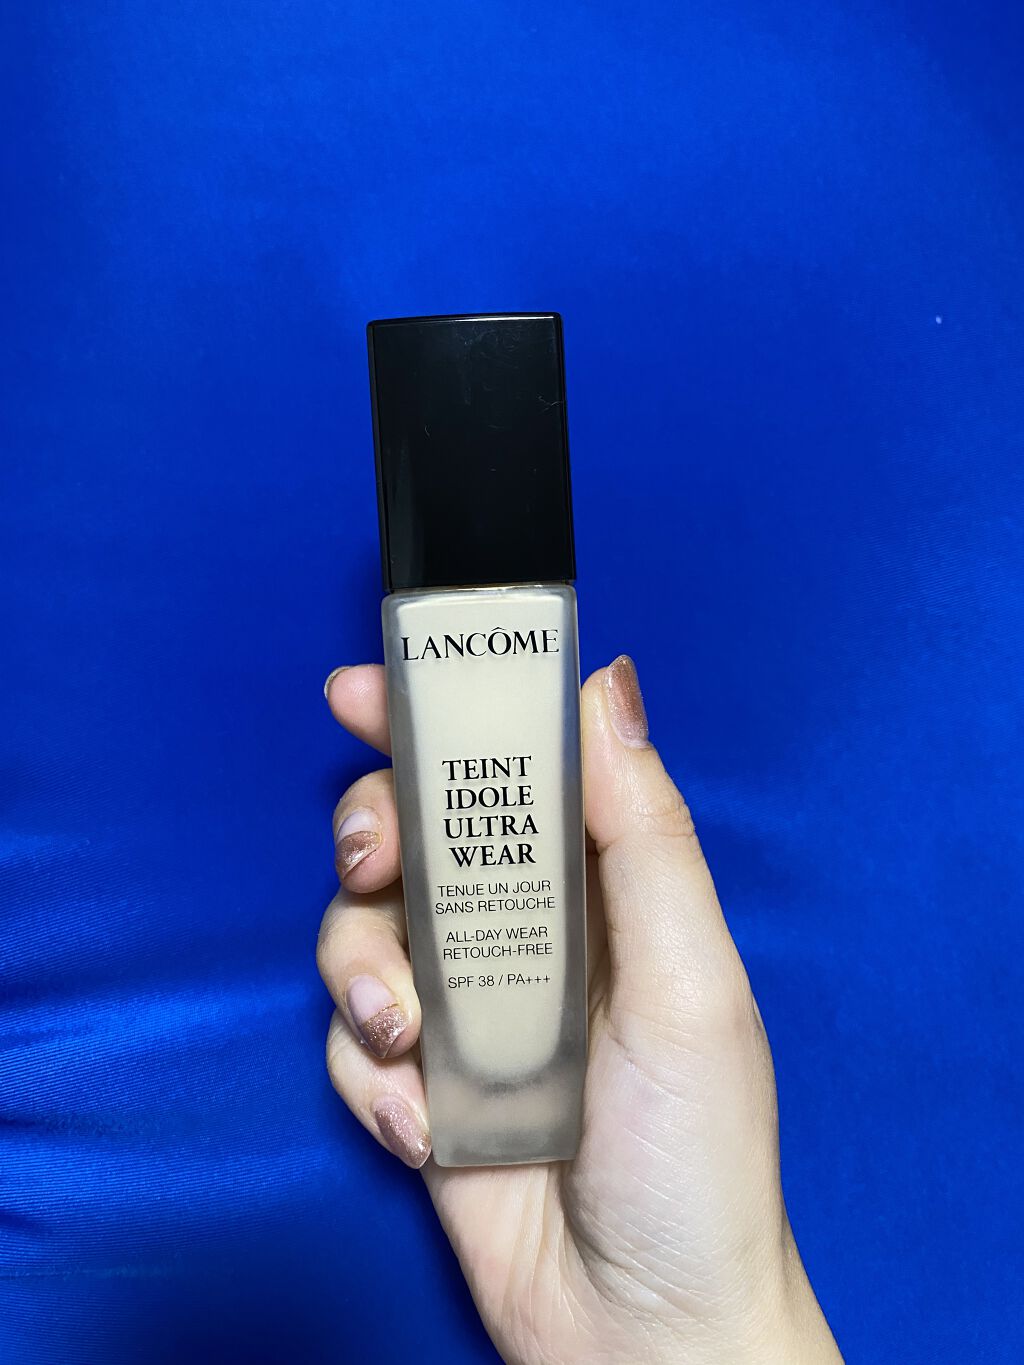 LANCÔME
TEINT
IDOLE
ULTRA
WEAR
TENUE UN JOUR
SANS RETOUCHE
ALL-DAY WEAR
RETOUCH-FREE
SPF 38 / PA+++